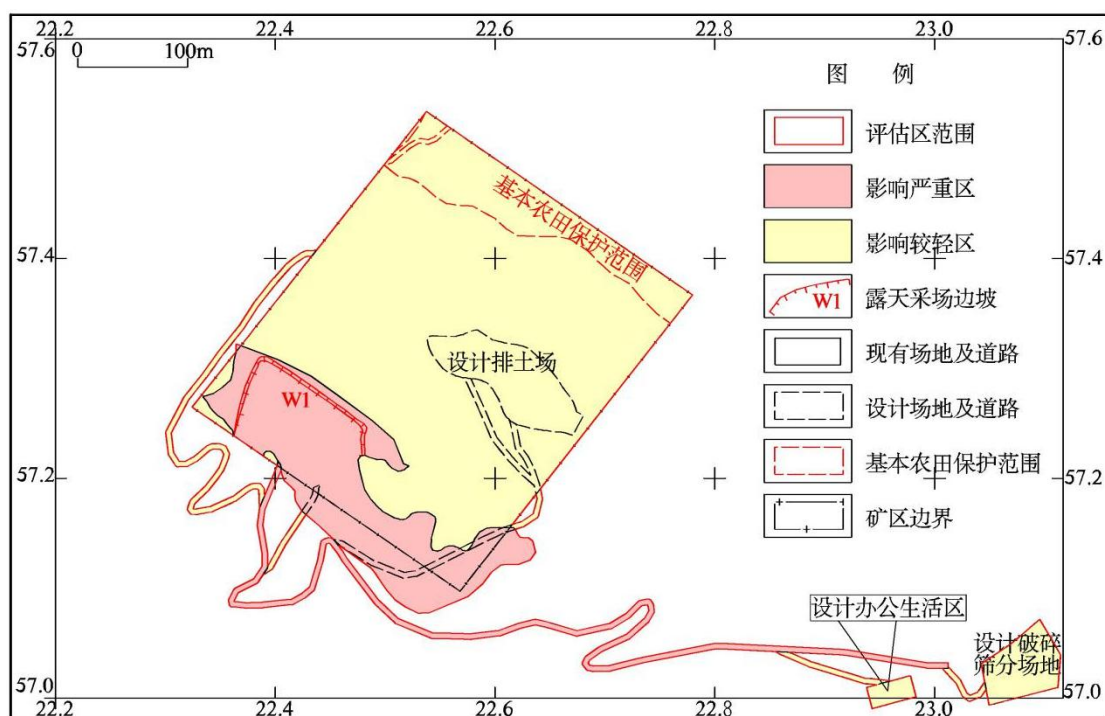 22.2 22.4 22.6 22.8 23.0
57.6 57.6
0 100m
图 例
评估区范围
影响严重区
影响较轻区
W1 露天采场边坡
现有场地及道路
设计场地及道路
基本农田保护范围
矿区边界
基本农田保护范围
57.4 57.4
设计排土场
W1
57.2 57.2
设计办公生活区
设计破碎
筛分场地
57.0 57.0
22.2 22.4 22.6 22.8 23.0